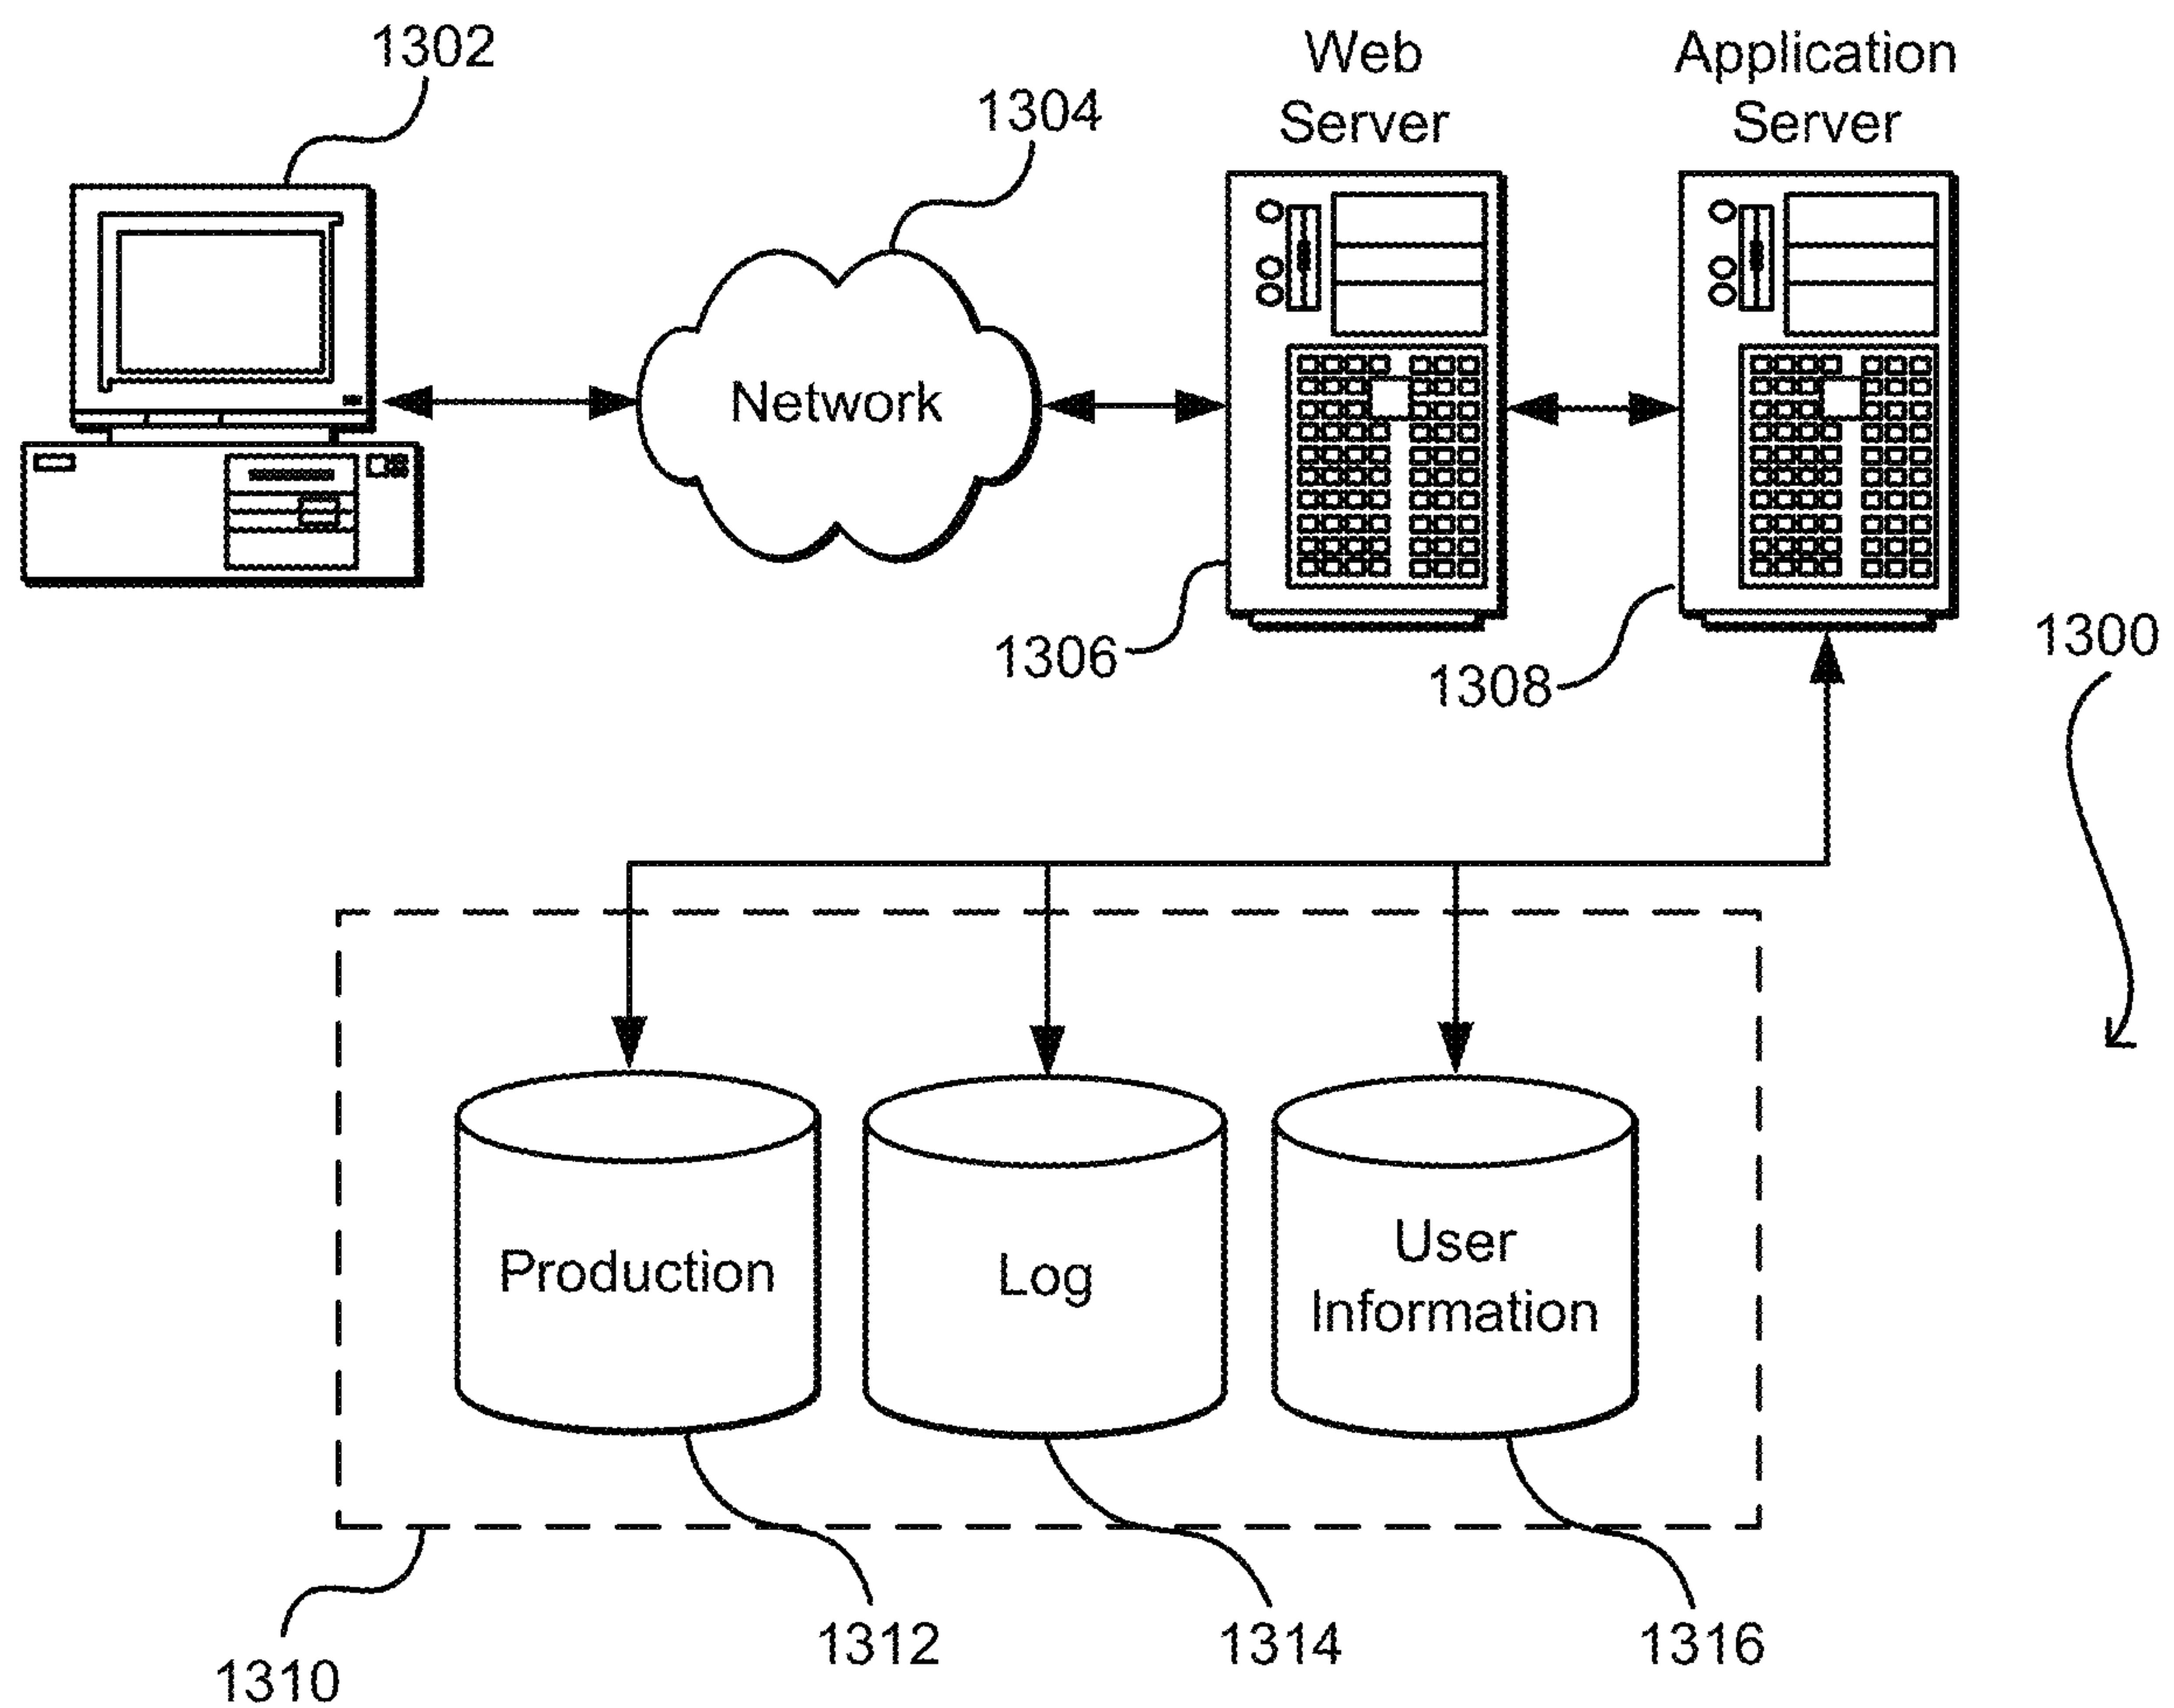 1302
1304
Web
Server
Application
Server
Network
1306
1308
1300
Production
Log
User
Information
1310
1312
1314
1316